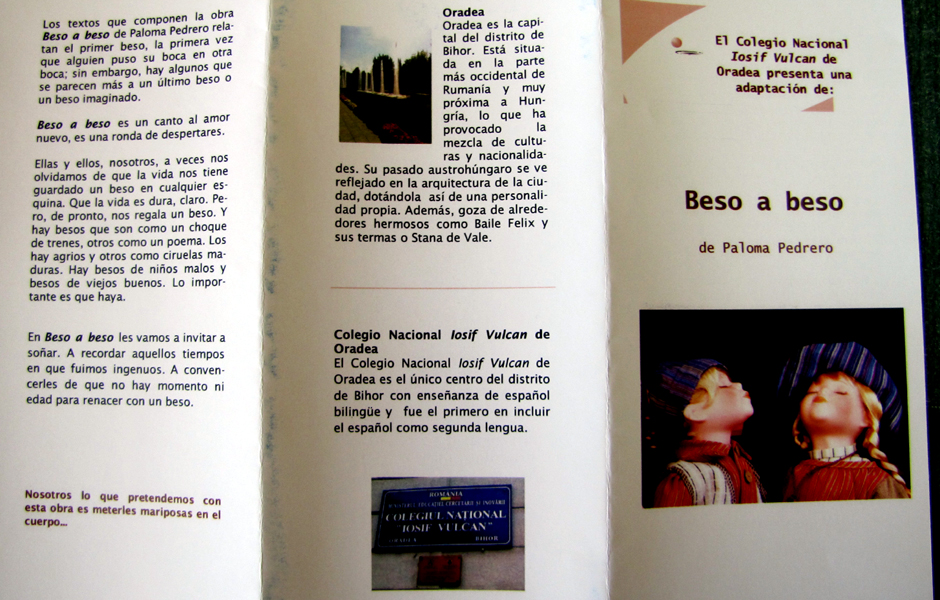 Los textos que componen la obra
Beso a beso de Paloma Pedrero rela-
tan el primer beso, la primera vez
que alguien puso su boca en otra
boca; sin embargo, hay algunos que
se parecen más a un último beso o
un beso imaginado.
Beso a beso es un canto al amor
nuevo, es una ronda de despertares.
Ellas y ellos, nosotros, a veces nos
olvidamos de que la vida nos tiene
guardado un beso en cualquier es-
quina. Que la vida es dura, claro. Pe-
ro, de pronto, nos regala un beso. Y
hay besos que son como un choque
de trenes, otros como un poema. Los
hay agrios y otros como ciruelas ma-
duras. Hay besos de niños malos y
besos de viejos buenos. Lo impor-
tante es que haya.
En Beso a beso les vamos a invitar a
soñar. A recordar aquellos tiempos
en que fuimos ingenuos. A conven-
cerles de que no hay momento ni
edad para renacer con un beso.
Nosotros lo que pretendemos con
esta obra es meterles mariposas en el
cuerpo...
Oradea
Oradea es la capi-
tal del distrito de
Bihor. Está situa-
da en la parte
más occidental de
Rumanía y muy
próxima a Hun-
gría, lo que ha
provocado la
mezcla de cultu-
ras y nacionalida-
des. Su pasado austrohúngaro se ve
reflejado en la arquitectura de la ciu-
dad, dotándola así de una personali-
dad propia. Además, goza de alrede-
dores hermosos como Baile Felix y
sus termas o Stana de Vale.
Colegio Nacional Iosif Vulcan de
Oradea
El Colegio Nacional Iosif Vulcan de
Oradea es el único centro del distrito
de Bihor con enseñanza de español
bilingüe y fue el primero en incluir
el español como segunda lengua.
ROMÂNIA
MINISTERUL EDUCAŢIEI CERCETĂRII ŞI INOVĂRII
COLEGIUL NAŢIONAL
"IOSIF VULCAN"
ORADEA BIHOR
El Colegio Nacional
Iosif Vulcan de
Oradea presenta una
adaptación de:
Beso a beso
de Paloma Pedrero